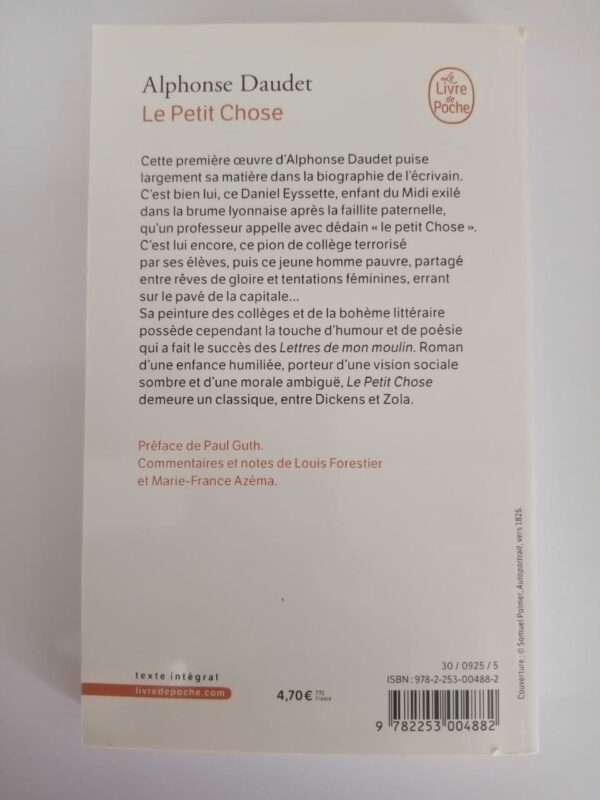 Alphonse Daudet
Le Petit Chose
Le
Livre
de
Poche
Cette première œuvre d'Alphonse Daudet puise
largement sa matière dans la biographie de l'écrivain.
C'est bien lui, ce Daniel Eyssette, enfant du Midi exilé
dans la brume lyonnaise après la faillite paternelle,
qu'un professeur appelle avec dédain « le petit Chose ».
C'est lui encore, ce pion de collège terrorisé
par ses élèves, puis ce jeune homme pauvre, partagé
entre rêves de gloire et tentations féminines, errant
sur le pavé de la capitale...
Sa peinture des collèges et de la bohème littéraire
possède cependant la touche d'humour et de poésie
qui a fait le succès des Lettres de mon moulin. Roman
d'une enfance humiliée, porteur d'une vision sociale
sombre et d'une morale ambiguë, Le Petit Chose
demeure un classique, entre Dickens et Zola.
Préface de Paul Guth.
Commentaires et notes de Louis Forestier
et Marie-France Azéma.
Couverture : © Samuel Palmer, Autoportrait, vers 1826.
texte intégral
livredepoche.com
4,70 € TTC
France
30 / 0925 / 5
ISBN : 978-2-253-00488-2
9 782253 004882